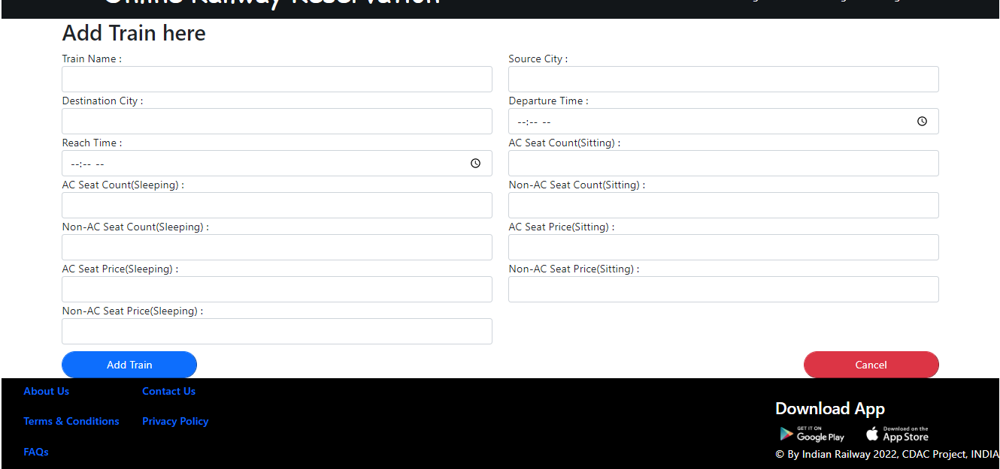 Online Railway Reservation
Add Train here
Train Name :
Source City :
Destination City :
Departure Time :
--:-- --
Reach Time :
--:-- --
AC Seat Count(Sitting) :
AC Seat Count(Sleeping) :
Non-AC Seat Count(Sitting) :
Non-AC Seat Count(Sleeping) :
AC Seat Price(Sitting) :
AC Seat Price(Sleeping) :
Non-AC Seat Price(Sitting) :
Non-AC Seat Price(Sleeping) :
Add Train
Cancel
About Us
Contact Us
Terms & Conditions
Privacy Policy
FAQs
Download App
GET IT ON
Google Play
Download on the
App Store
© By Indian Railway 2022, CDAC Project, INDIA